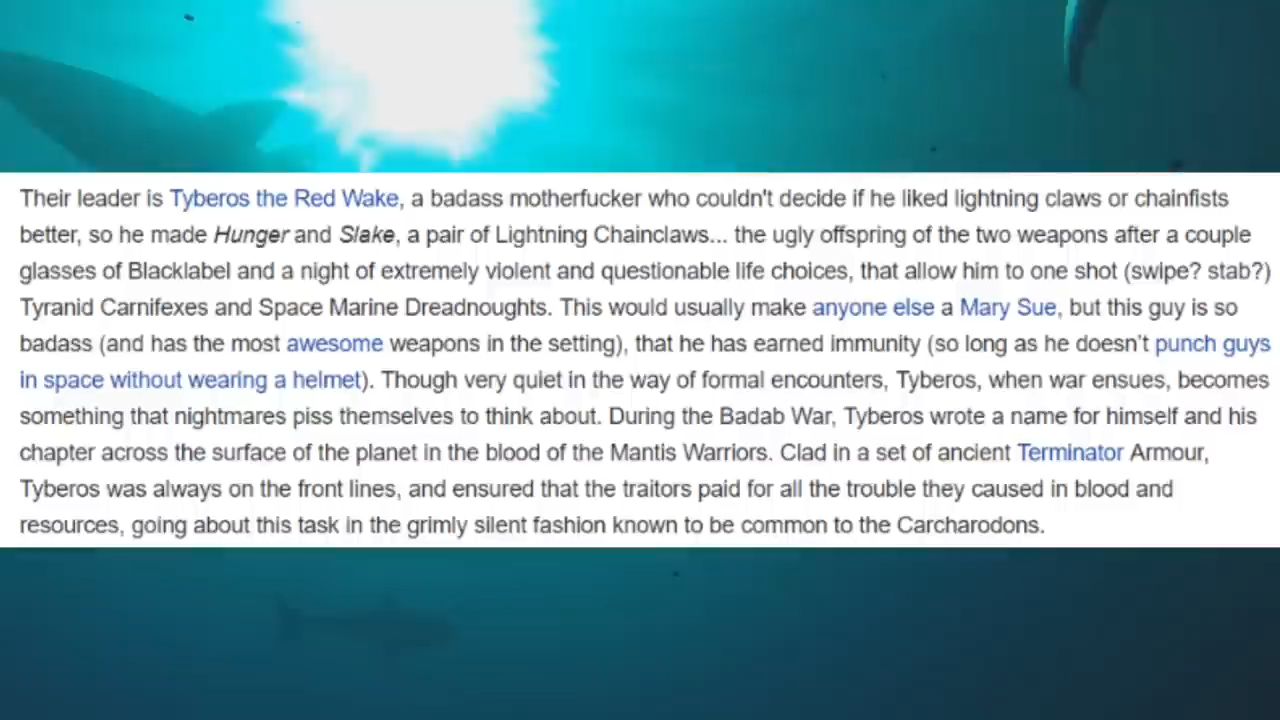 Their leader is Tyberos the Red Wake, a badass motherfucker who couldn't decide if he liked lightning claws or chainfists
better, so he made Hunger and Slake, a pair of Lightning Chainclaws... the ugly offspring of the two weapons after a couple
glasses of Blacklabel and a night of extremely violent and questionable life choices, that allow him to one shot (swipe? stab?)
Tyranid Carnifexes and Space Marine Dreadnoughts. This would usually make anyone else a Mary Sue, but this guy is so
badass (and has the most awesome weapons in the setting), that he has earned immunity (so long as he doesn't punch guys
in space without wearing a helmet). Though very quiet in the way of formal encounters, Tyberos, when war ensues, becomes
something that nightmares piss themselves to think about. During the Badab War, Tyberos wrote a name for himself and his
chapter across the surface of the planet in the blood of the Mantis Warriors. Clad in a set of ancient Terminator Armour,
Tyberos was always on the front lines, and ensured that the traitors paid for all the trouble they caused in blood and
resources, going about this task in the grimly silent fashion known to be common to the Carcharodons.